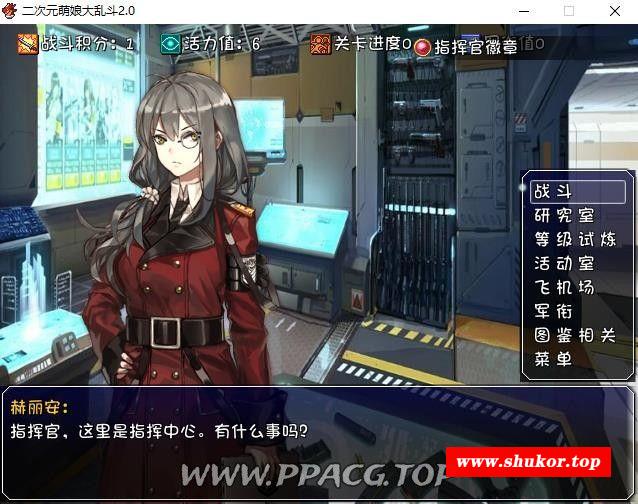 二次元萌娘大乱斗2.0
战斗积分：1 活力值：6 关卡进度0 指挥官徽章
战斗
研究室
等级试炼
活动室
飞机场
军衔
图鉴相关
菜单
赫丽安：
指挥官，这里是指挥中心。有什么事吗?
WWW.PPACG.TOP
www.shukor.top